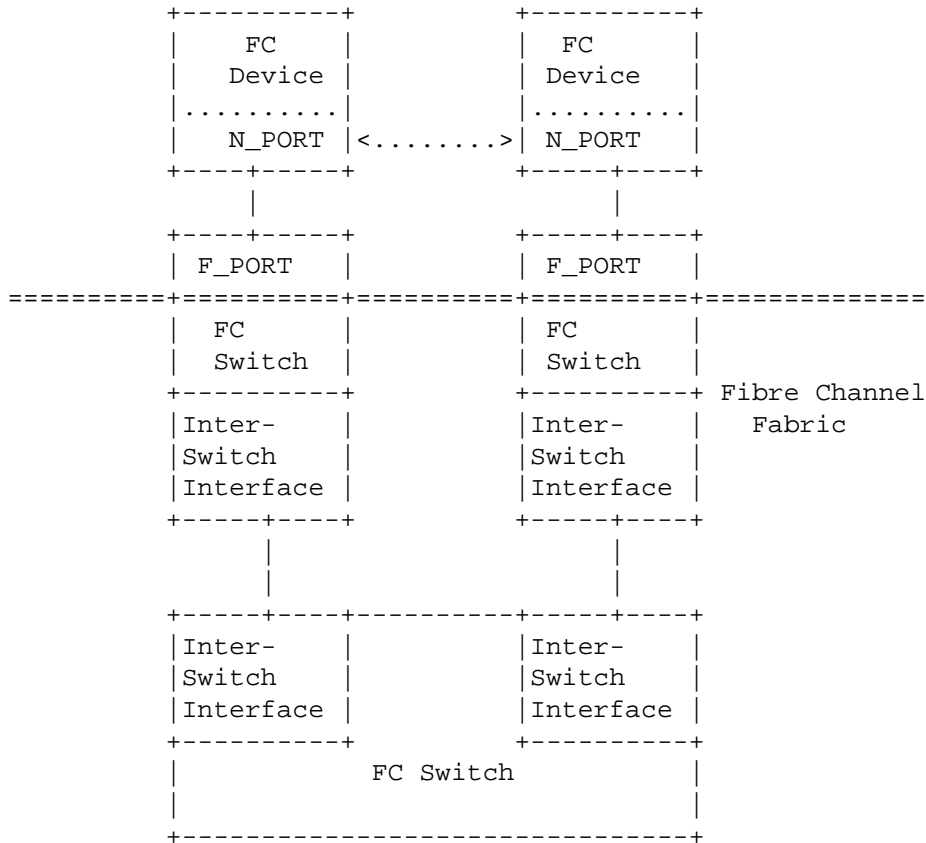 FC FC
Device Device
N_PORT <........> N_PORT
F_PORT F_PORT
FC FC
Switch Switch
Fibre Channel
Inter- Inter- Fabric
Switch Switch
Interface Interface
Inter- Inter-
Switch Switch
Interface Interface
FC Switch